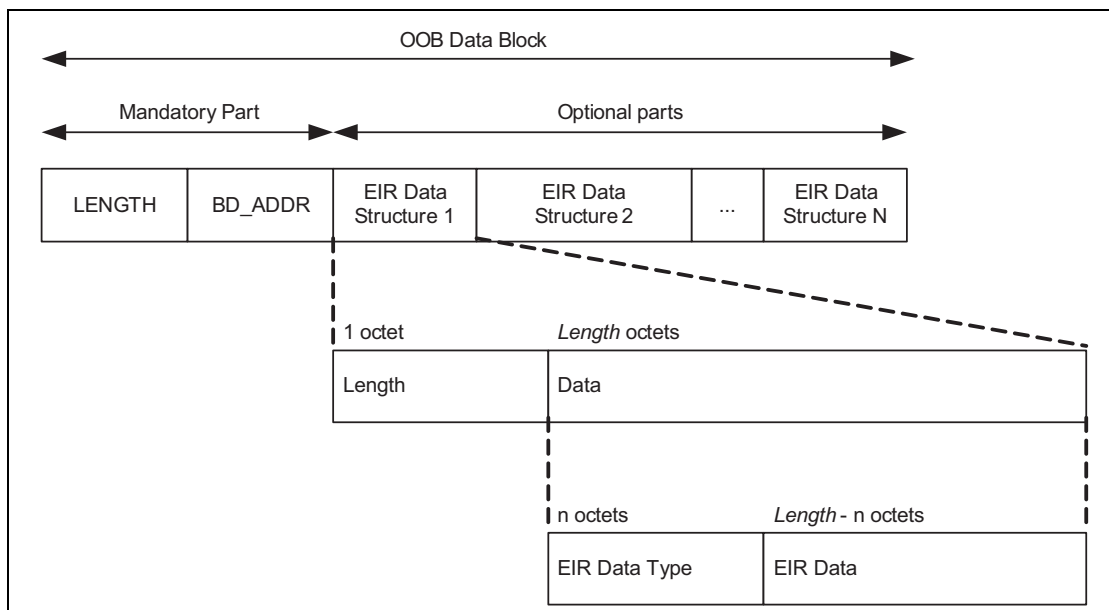 OOB Data Block
Mandatory Part
Optional parts
LENGTH
BD_ADDR
EIR Data
Structure 1
EIR Data
Structure 2
...
EIR Data
Structure N
1 octet
Length octets
Length
Data
n octets
Length - n octets
EIR Data Type
EIR Data